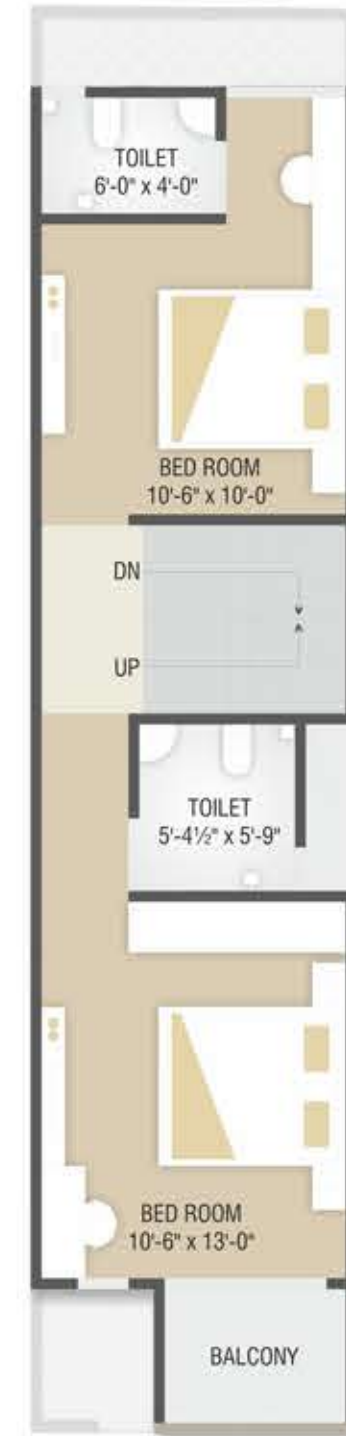 TOILET
6'-0" x 4'-0"
BED ROOM
10'-6" x 10'-0"
DN
UP
TOILET
5'-4½" x 5'-9"
BED ROOM
10'-6" x 13'-0"
BALCONY